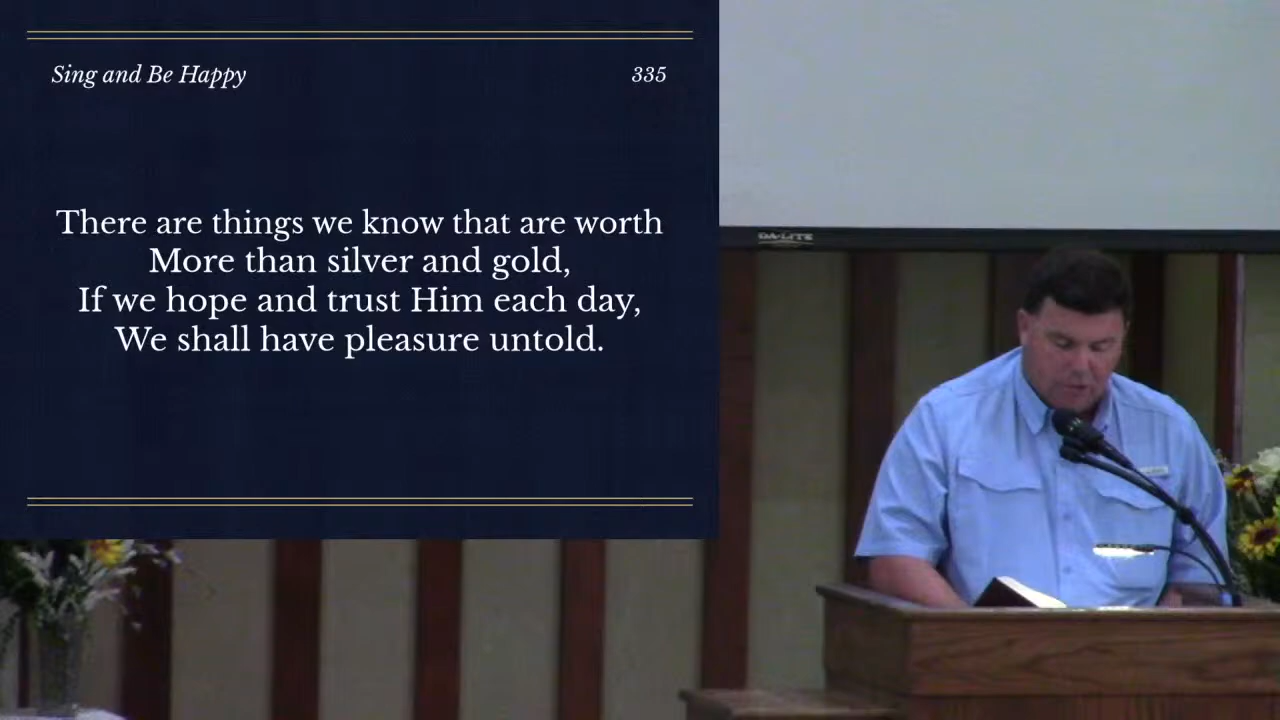 Sing and Be Happy
335
There are things we know that are worth
More than silver and gold,
If we hope and trust Him each day,
We shall have pleasure untold.
DA-LITE